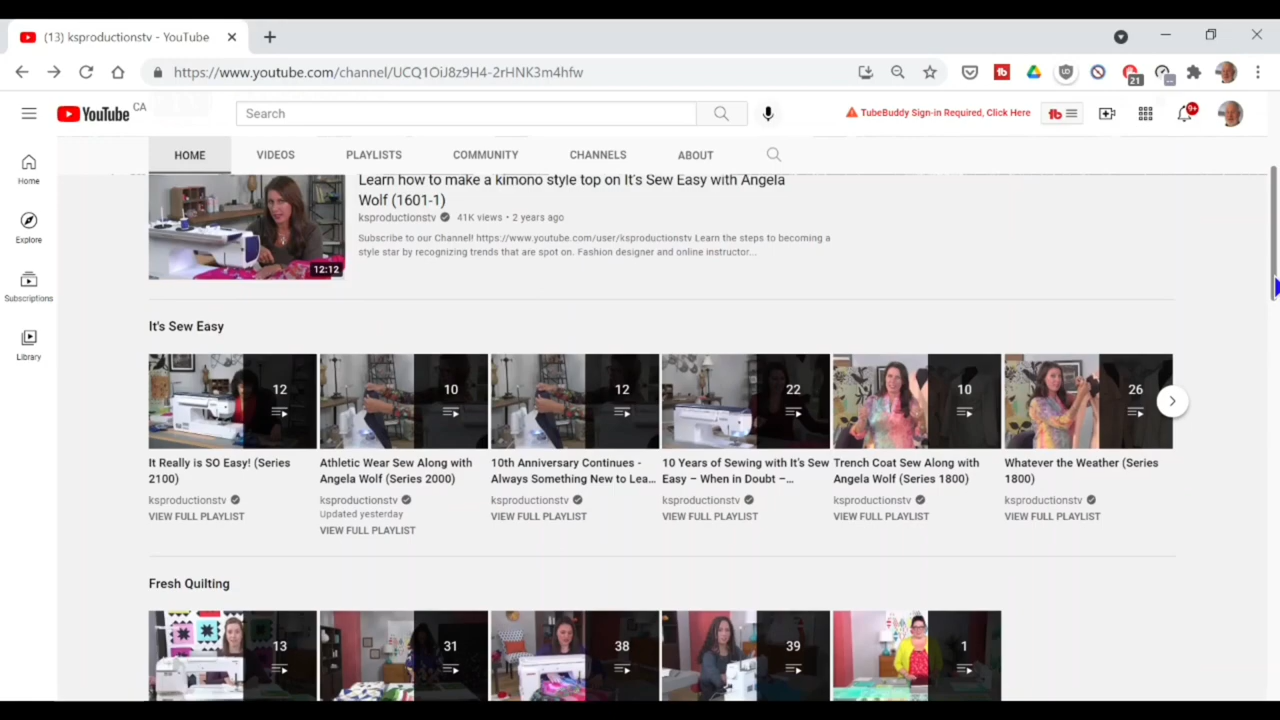 (13) ksproductionstv - YouTube
https://www.youtube.com/channel/UCQ1OiJ8z9H4-2rHNK3m4hfw
21
YouTube CA
Search
TubeBuddy Sign-in Required, Click Here
tb
9+
HOME VIDEOS PLAYLISTS COMMUNITY CHANNELS ABOUT
Home
Explore
Subscriptions
Library
Learn how to make a kimono style top on It's Sew Easy with Angela
Wolf (1601-1)
ksproductionstv 41K views • 2 years ago
Subscribe to our Channel! https://www.youtube.com/user/ksproductionstv Learn the steps to becoming a
style star by recognizing trends that are spot on. Fashion designer and online instructor...
12:12
It's Sew Easy
12 10 12 22 10 26
It Really is SO Easy! (Series
2100)
ksproductionstv
VIEW FULL PLAYLIST
Athletic Wear Sew Along with
Angela Wolf (Series 2000)
ksproductionstv
Updated yesterday
VIEW FULL PLAYLIST
10th Anniversary Continues -
Always Something New to Lea...
ksproductionstv
VIEW FULL PLAYLIST
10 Years of Sewing with It's Sew
Easy – When in Doubt –...
ksproductionstv
VIEW FULL PLAYLIST
Trench Coat Sew Along with
Angela Wolf (Series 1800)
ksproductionstv
VIEW FULL PLAYLIST
Whatever the Weather (Series
1800)
ksproductionstv
VIEW FULL PLAYLIST
Fresh Quilting
13 31 38 39 1